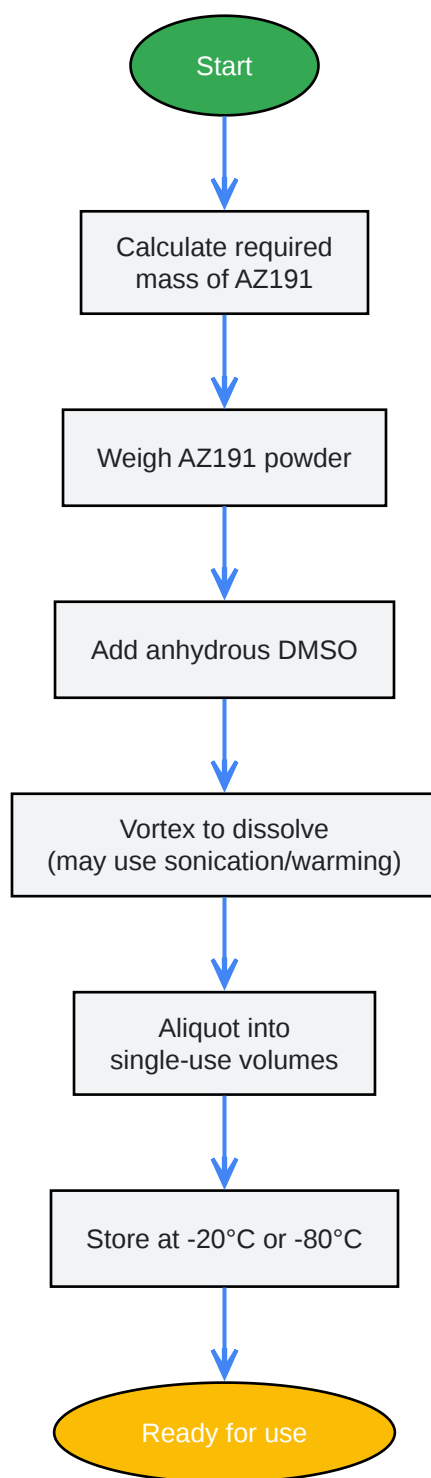 Start
Calculate required
mass of AZ191
Weigh AZ191 powder
Add anhydrous DMSO
Vortex to dissolve
(may use sonication/warming)
Aliquot into
single-use volumes
Store at -20°C or -80°C
Ready for use